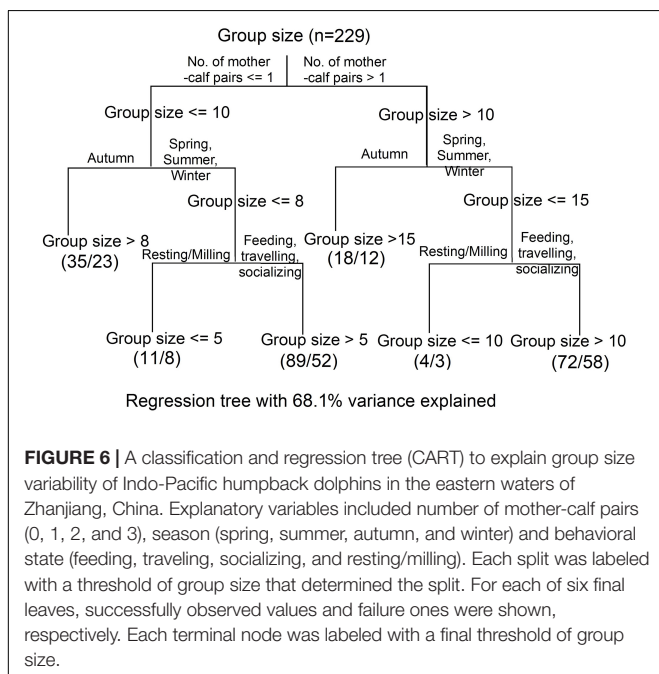 Group size (n=229)
No. of mother
-calf pairs <= 1
No. of mother
-calf pairs > 1
Group size <= 10
Group size > 10
Autumn
Spring,
Summer,
Winter
Autumn
Spring,
Summer,
Winter
Group size <= 8
Group size <= 15
Group size > 8
(35/23)
Resting/Milling
Feeding,
travelling,
socializing
Group size >15
(18/12)
Resting/Milling
Feeding,
travelling,
socializing
Group size <= 5
(11/8)
Group size > 5
(89/52)
Group size <= 10
(4/3)
Group size > 10
(72/58)
Regression tree with 68.1% variance explained
FIGURE 6 | A classification and regression tree (CART) to explain group size
variability of Indo-Pacific humpback dolphins in the eastern waters of
Zhanjiang, China. Explanatory variables included number of mother-calf pairs
(0, 1, 2, and 3), season (spring, summer, autumn, and winter) and behavioral
state (feeding, traveling, socializing, and resting/milling). Each split was labeled
with a threshold of group size that determined the split. For each of six final
leaves, successfully observed values and failure ones were shown,
respectively. Each terminal node was labeled with a final threshold of group
size.